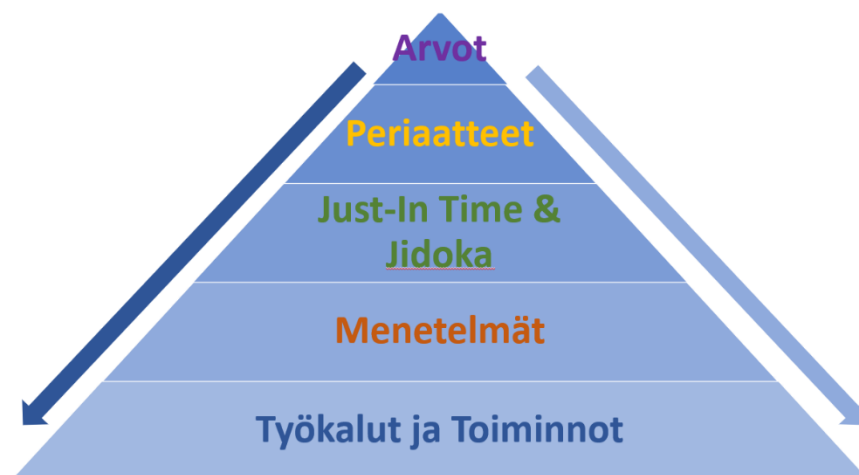 Arvot
Periaatteet
Just-In Time &
Jidoka
Menetelmät
Työkalut ja Toiminnot